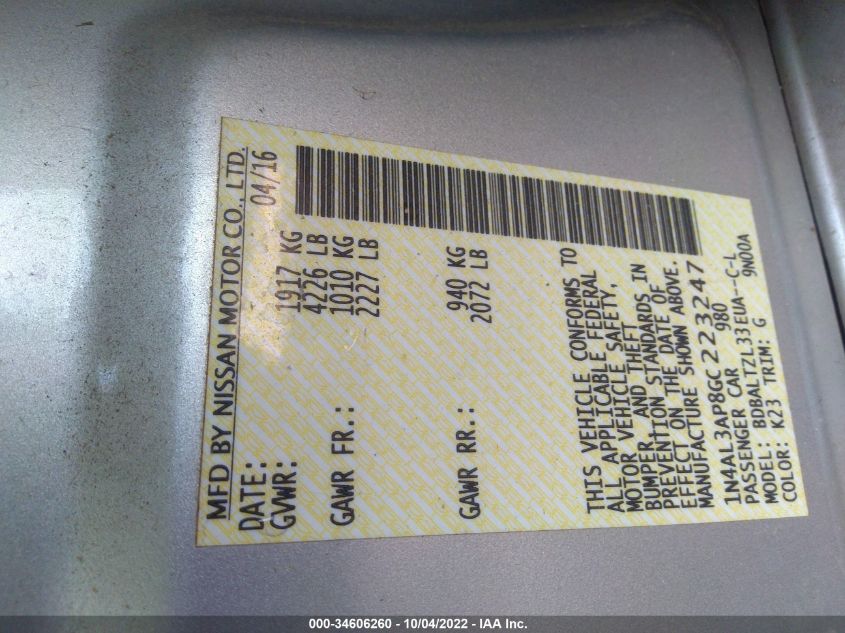 MFD BY NISSAN MOTOR CO., LTD.
DATE: 04/16
GVWR: 1917 KG
4226 LB
GAWR FR.: 1010 KG
2227 LB
GAWR RR.: 940 KG
2072 LB
THIS VEHICLE CONFORMS TO
ALL APPLICABLE FEDERAL
MOTOR VEHICLE SAFETY,
BUMPER, AND THEFT
PREVENTION STANDARDS IN
EFFECT ON THE DATE OF
MANUFACTURE SHOWN ABOVE.
1N4AL3AP8GC223247
PASSENGER CAR 980
MODEL: BDBALTZL33EUA--C-L
COLOR: K23 TRIM: G 9N00A
000-34606260 - 10/04/2022 - IAA Inc.